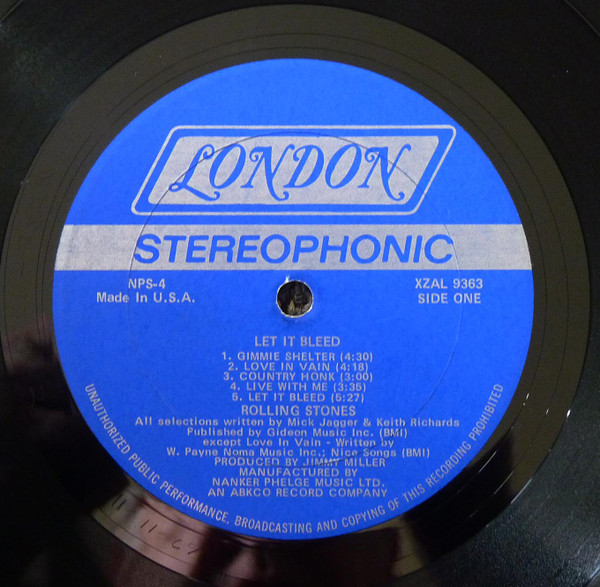 LONDON
STEREOPHONIC
NPS-4
Made In U.S.A.
XZAL 9363
SIDE ONE
LET IT BLEED
1. GIMMIE SHELTER (4:30)
2. LOVE IN VAIN (4:18)
3. COUNTRY HONK (3:00)
4. LIVE WITH ME (3:35)
5. LET IT BLEED (5:27)
ROLLING STONES
All selections written by Mick Jagger & Keith Richards
Published by Gideon Music Inc. (BMI)
except Love In Vain - Written by
W. Payne Noma Music Inc.; Nice Songs (BMI)
PRODUCED BY JIMMY MILLER
MANUFACTURED BY
NANKER PHELGE MUSIC LTD.
AN ABKCO RECORD COMPANY
UNAUTHORIZED PUBLIC PERFORMANCE, BROADCASTING AND COPYING OF THIS RECORDING PROHIBITED